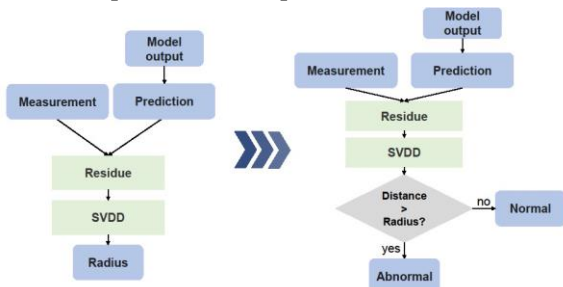 Model
output
Measurement
Prediction
Residue
SVDD
Radius
Model
output
Measurement
Prediction
Residue
SVDD
Distance
>
Radius?
no
Normal
yes
Abnormal